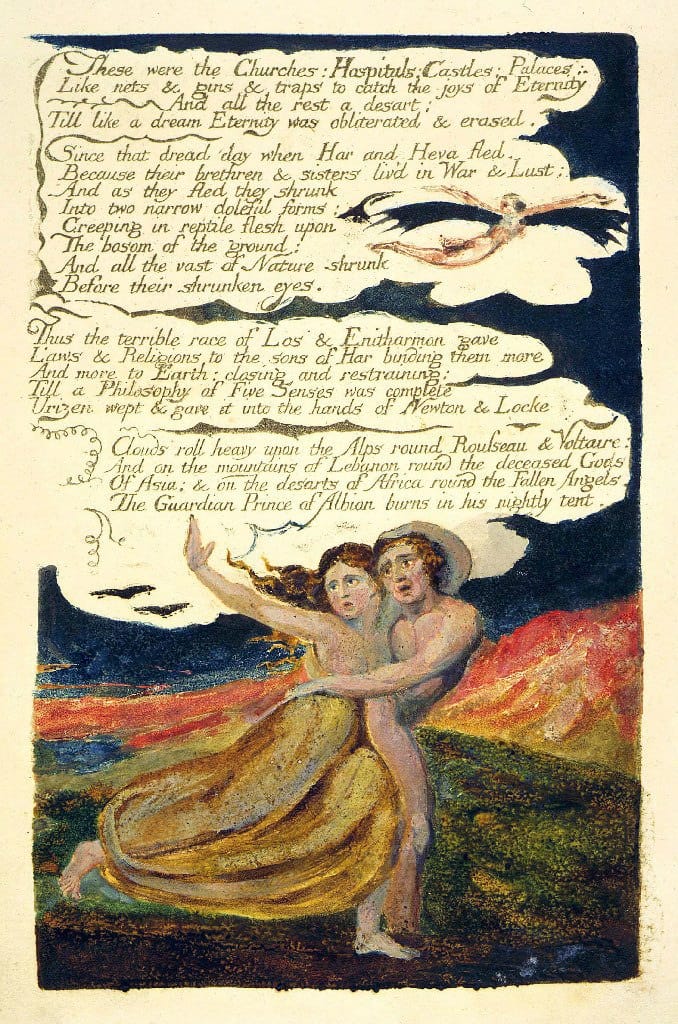 These were the Churches: Hospitals: Castles: Palaces:
Like nets & gins & traps to catch the joys of Eternity
And all the rest a desart:
Till like a dream Eternity was obliterated & erased.
Since that dread day when Har and Heva fled.
Because their brethren & sisters liv'd in War & Lust;
And as they fled they shrunk
Into two narrow doleful forms:
Creeping in reptile flesh upon
The bosom of the ground:
And all the vast of Nature shrunk
Before their shrunken eyes.
Thus the terrible race of Los & Enitharmon gave
Laws & Religions to the sons of Har binding them more
And more to Earth: closing and restraining:
Till a Philosophy of Five Senses was complete
Urizen wept & gave it into the hands of Newton & Locke
Clouds roll heavy upon the Alps round Rousseau & Voltaire:
And on the mountains of Lebanon round the deceased Gods
Of Asia; & on the desarts of Africa round the Fallen Angels
The Guardian Prince of Albion burns in his nightly tent